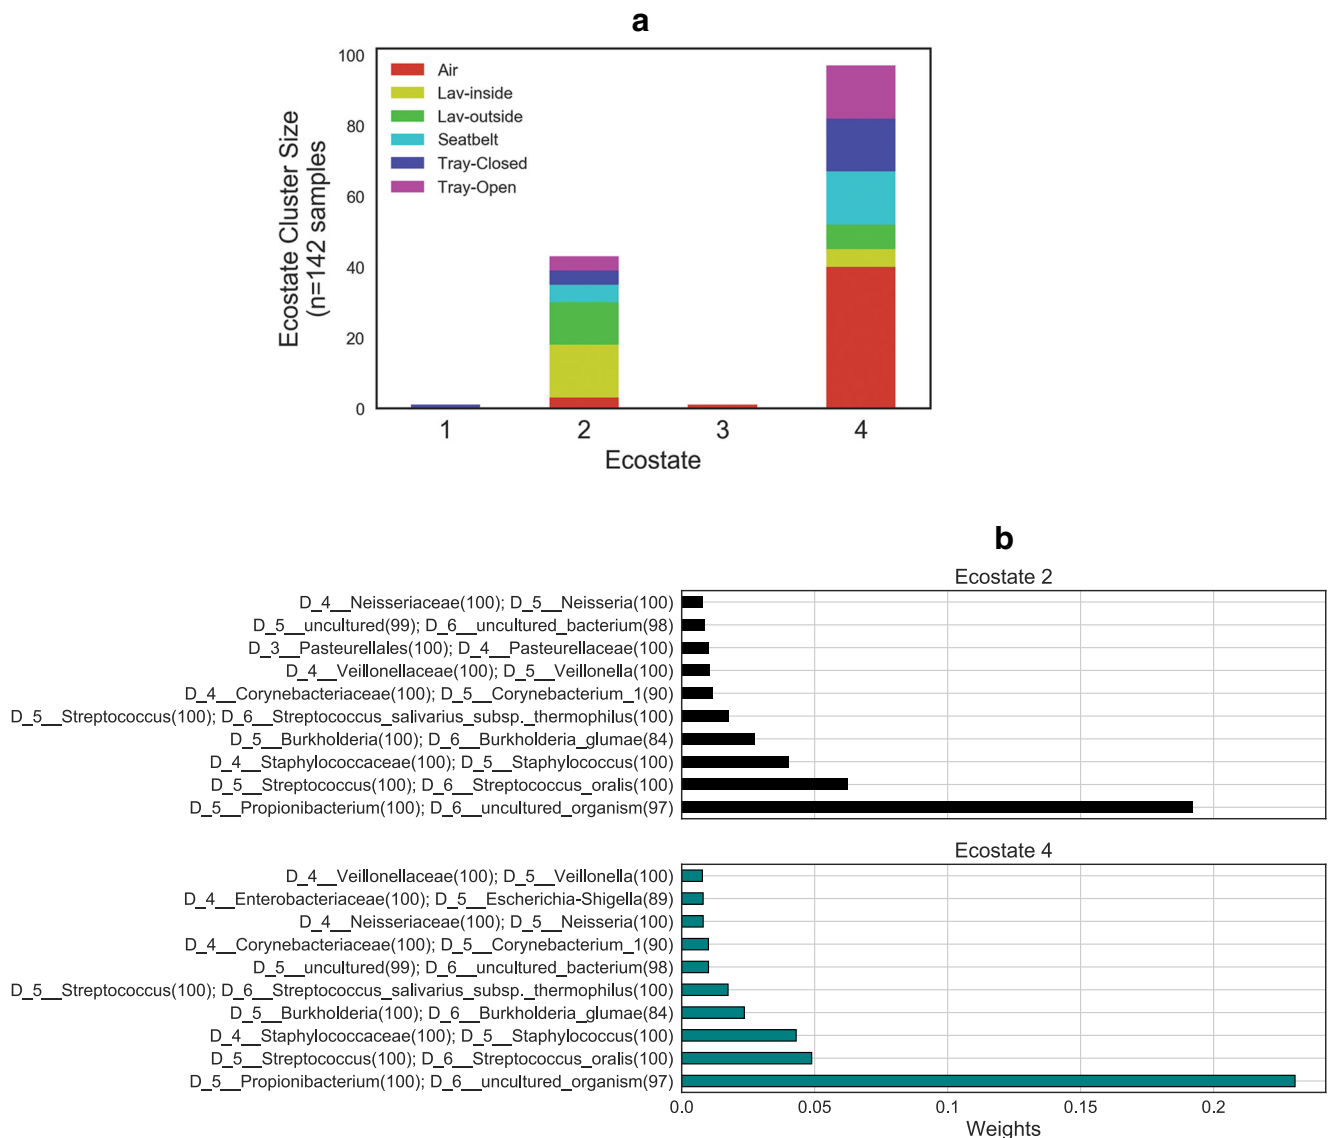 a
100
80
60
40
20
0
Ecostate Cluster Size
(n=142 samples
Air
Lav-inside
Lav-outside
Seatbelt
Tray-Closed
Tray-Open
1 2 3 4
Ecostate
b
Ecostate 2
D_4__Neisseriaceae(100); D_5__Neisseria(100)
D_5__uncultured(99); D_6__uncultured_bacterium(98)
D_3__Pasteurellales(100); D_4__Pasteurellaceae(100)
D_4__Veillonellaceae(100); D_5__Veillonella(100)
D_4__Corynebacteriaceae(100); D_5__Corynebacterium_1(90)
D_5__Streptococcus(100); D_6__Streptococcus_salivarius_subsp._thermophilus(100)
D_5__Burkholderia(100); D_6__Burkholderia_glumae(84)
D_4__Staphylococcaceae(100); D_5__Staphylococcus(100)
D_5__Streptococcus(100); D_6__Streptococcus_oralis(100)
D_5__Propionibacterium(100); D_6__uncultured_organism(97)
Ecostate 4
D_4__Veillonellaceae(100); D_5__Veillonella(100)
D_4__Enterobacteriaceae(100); D_5__Escherichia-Shigella(89)
D_4__Neisseriaceae(100); D_5__Neisseria(100)
D_4__Corynebacteriaceae(100); D_5__Corynebacterium_1(90)
D_5__uncultured(99); D_6__uncultured_bacterium(98)
D_5__Streptococcus(100); D_6__Streptococcus_salivarius_subsp._thermophilus(100)
D_5__Burkholderia(100); D_6__Burkholderia_glumae(84)
D_4__Staphylococcaceae(100); D_5__Staphylococcus(100)
D_5__Streptococcus(100); D_6__Streptococcus_oralis(100)
D_5__Propionibacterium(100); D_6__uncultured_organism(97)
0.0 0.05 0.1 0.15 0.2
Weights